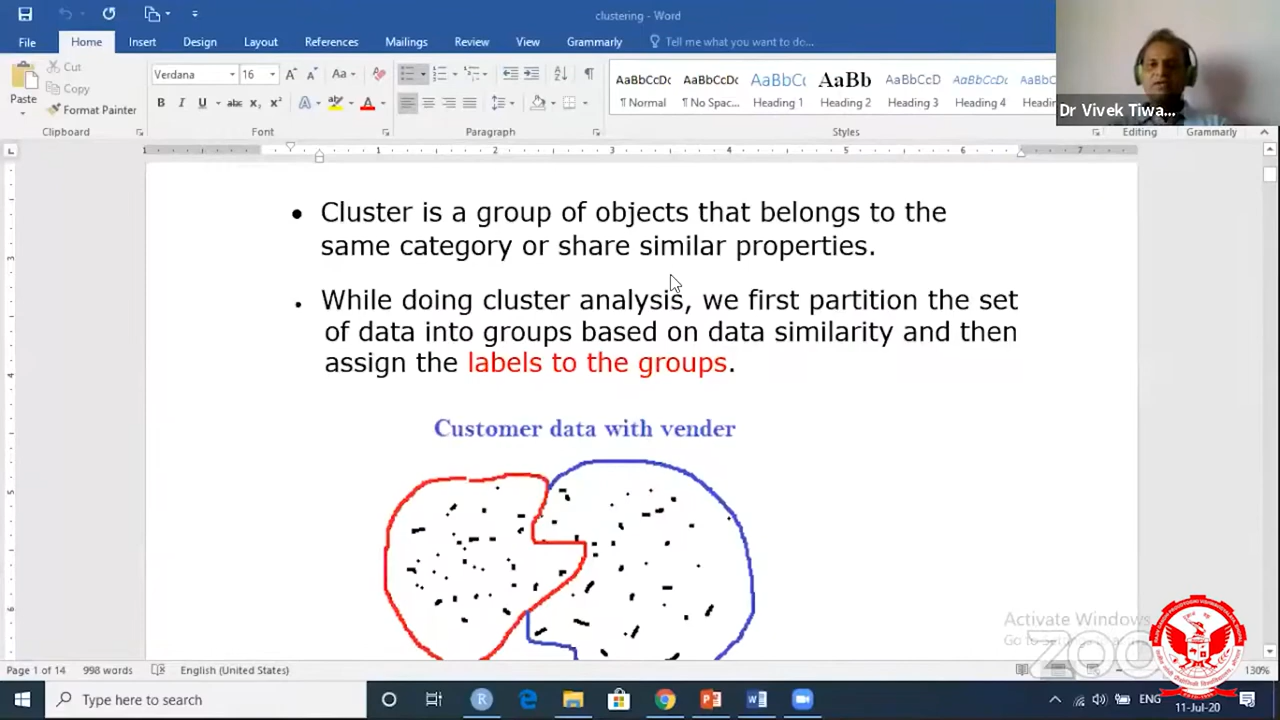 clustering - Word
File Home Insert Design Layout References Mailings Review View Grammarly Tell me what you want to do...
Cut
Copy
Paste
Format Painter
Verdana 16
AaBbCcDc AaBbCcDc AaBbCc AaBb AaBbCcD AaBbCcD AaBbC
¶ Normal ¶ No Spac... Heading 1 Heading 2 Heading 3 Heading 4 Head
Clipboard Font Paragraph Styles Editing Grammarly
Dr Vivek Tiwa...
• Cluster is a group of objects that belongs to the
same category or share similar properties.
• While doing cluster analysis, we first partition the set
of data into groups based on data similarity and then
assign the labels to the groups.
Customer data with vender
Activate Windows
zoo
Page 1 of 14 998 words English (United States) 130%
Type here to search
ENG
11-Jul-20